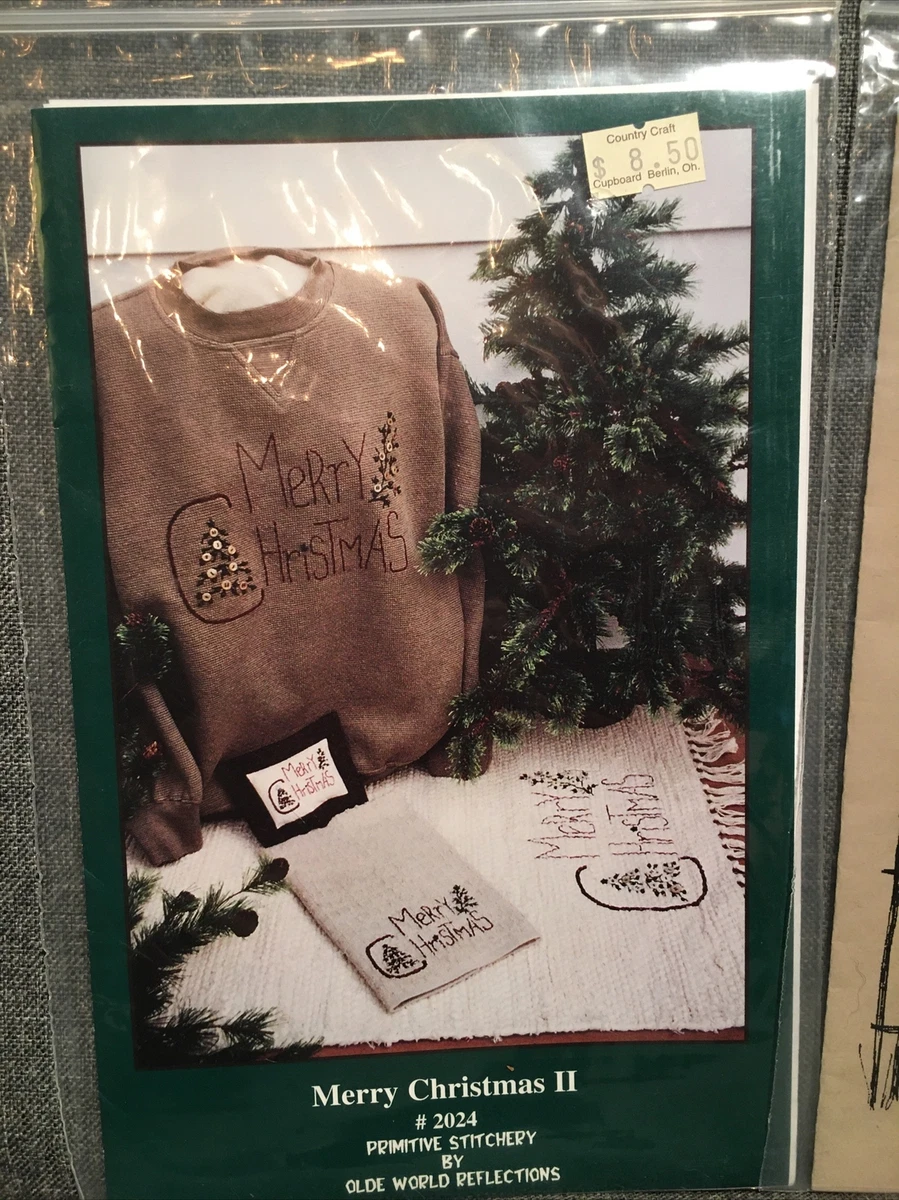 Country Craft
$ 8.50
Cupboard Berlin, Oh.
MeRRY
CHrISTMAS
MeRRY
CHrISTMAS
MeRRY
CHrISTMAS
MeRRY
CHrISTMAS
Merry Christmas II
# 2024
PRIMITIVE STITCHERY
BY
OLDE WORLD REFLECTIONS